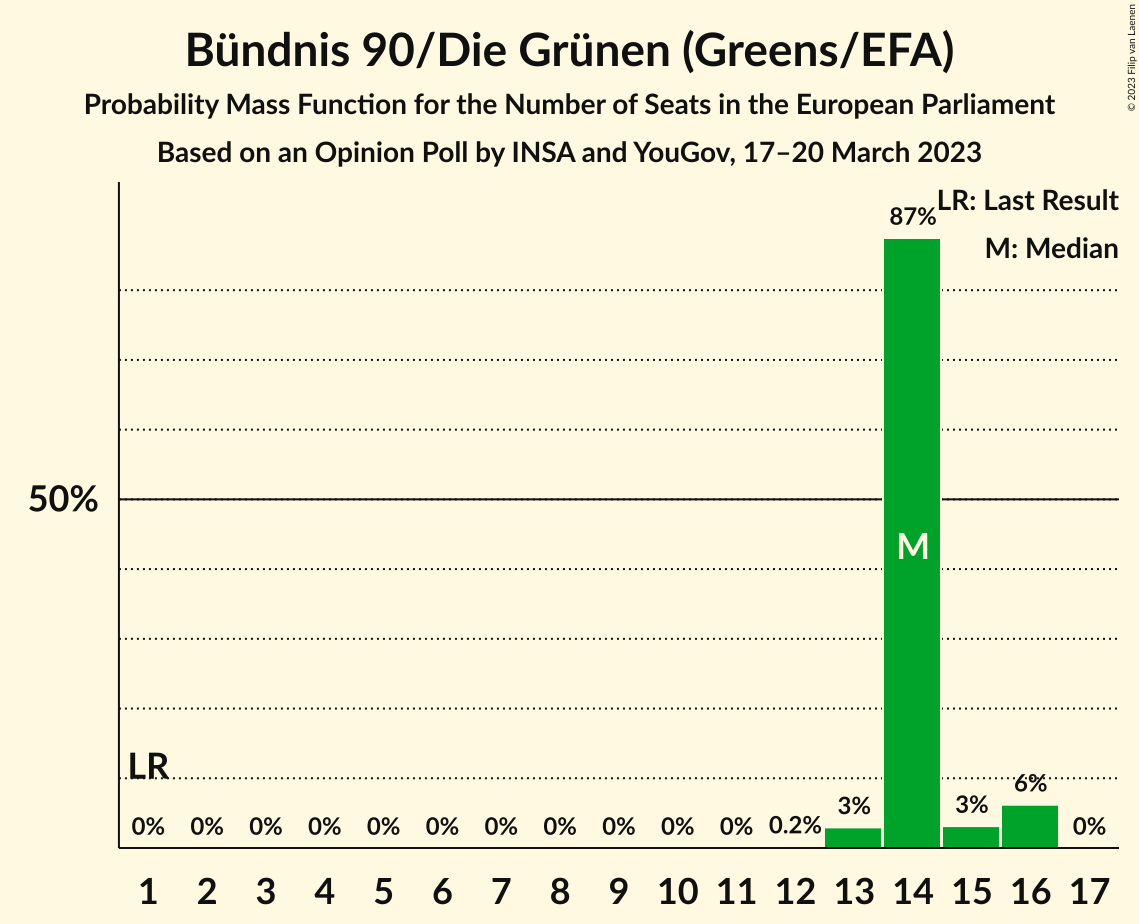 Bündnis 90/Die Grünen (Greens/EFA)
Probability Mass Function for the Number of Seats in the European Parliament
Based on an Opinion Poll by INSA and YouGov, 17–20 March 2023
© 2023 Filip van Laenen
LR: Last Result
M: Median
87%
50%
M
LR
0% 0% 0% 0% 0% 0% 0% 0% 0% 0% 0% 0.2% 3% 3% 6% 0%
1 2 3 4 5 6 7 8 9 10 11 12 13 14 15 16 17